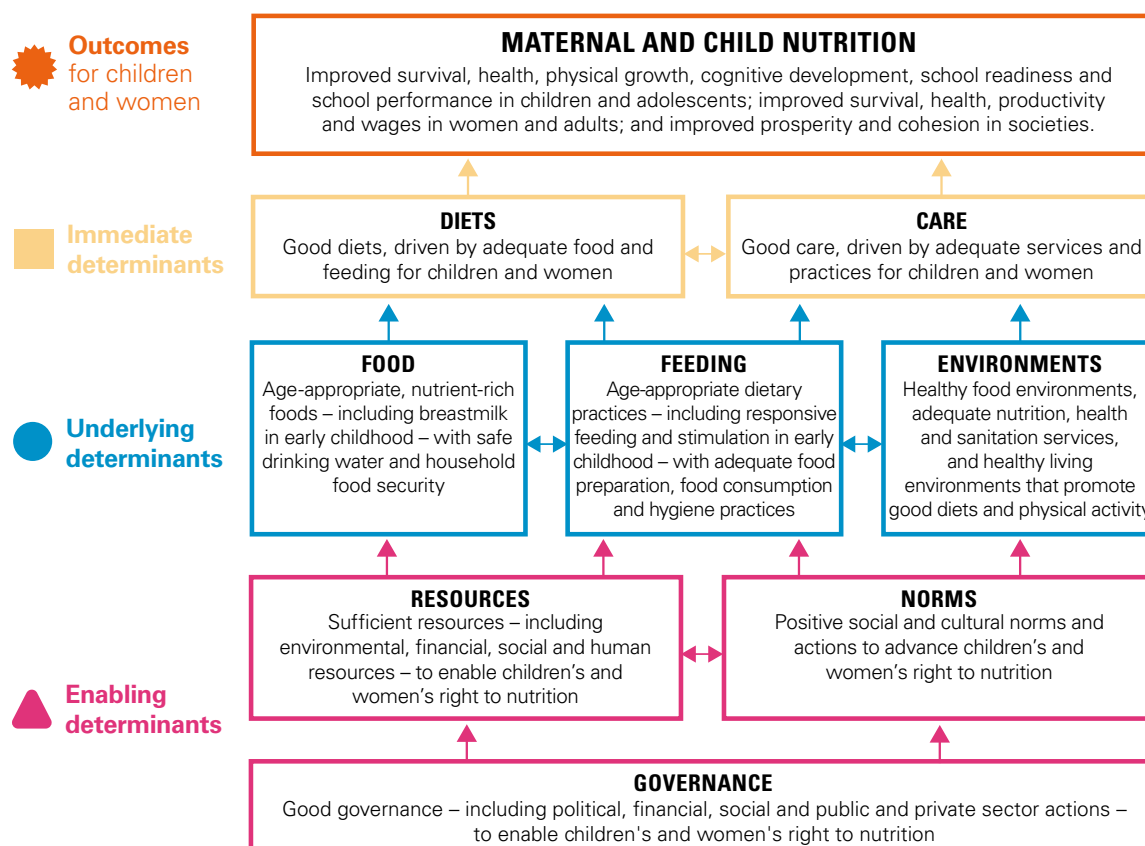 Outcomes
for children
and women
MATERNAL AND CHILD NUTRITION
Improved survival, health, physical growth, cognitive development, school readiness and
school performance in children and adolescents; improved survival, health, productivity
and wages in women and adults; and improved prosperity and cohesion in societies.
Immediate
determinants
DIETS
Good diets, driven by adequate food and
feeding for children and women
CARE
Good care, driven by adequate services and
practices for children and women
Underlying
determinants
FOOD
Age-appropriate, nutrient-rich
foods – including breastmilk
in early childhood – with safe
drinking water and household
food security
FEEDING
Age-appropriate dietary
practices – including responsive
feeding and stimulation in early
childhood – with adequate food
preparation, food consumption
and hygiene practices
ENVIRONMENTS
Healthy food environments,
adequate nutrition, health
and sanitation services,
and healthy living
environments that promote
good diets and physical activity
Enabling
determinants
RESOURCES
Sufficient resources – including
environmental, financial, social and human
resources – to enable children’s and
women’s right to nutrition
NORMS
Positive social and cultural norms and
actions to advance children’s and
women’s right to nutrition
GOVERNANCE
Good governance – including political, financial, social and public and private sector actions –
to enable children's and women's right to nutrition